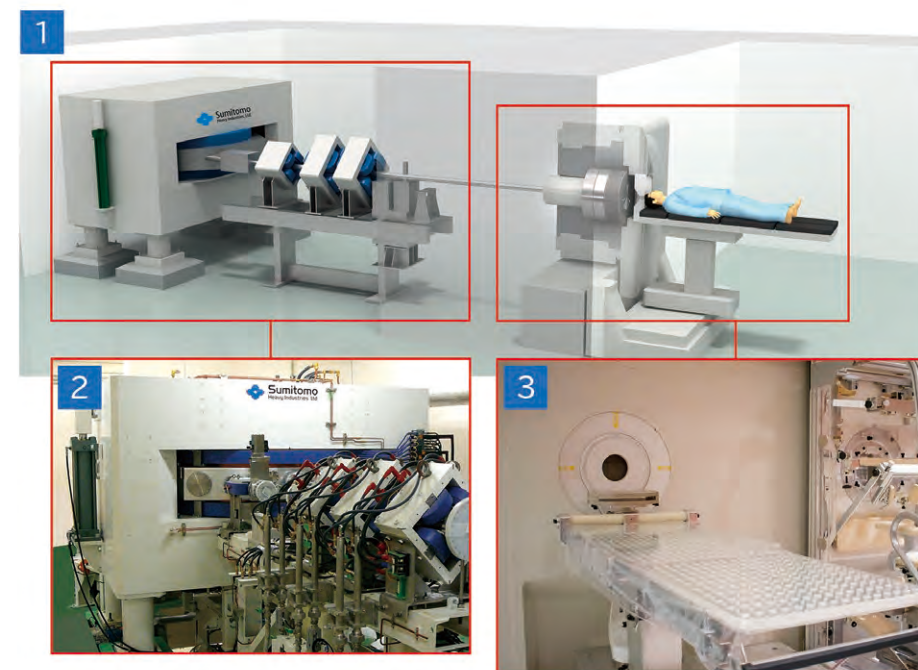 1
Sumitomo
Heavy Industries, Ltd.
2
Sumitomo
Heavy Industries, Ltd.
3